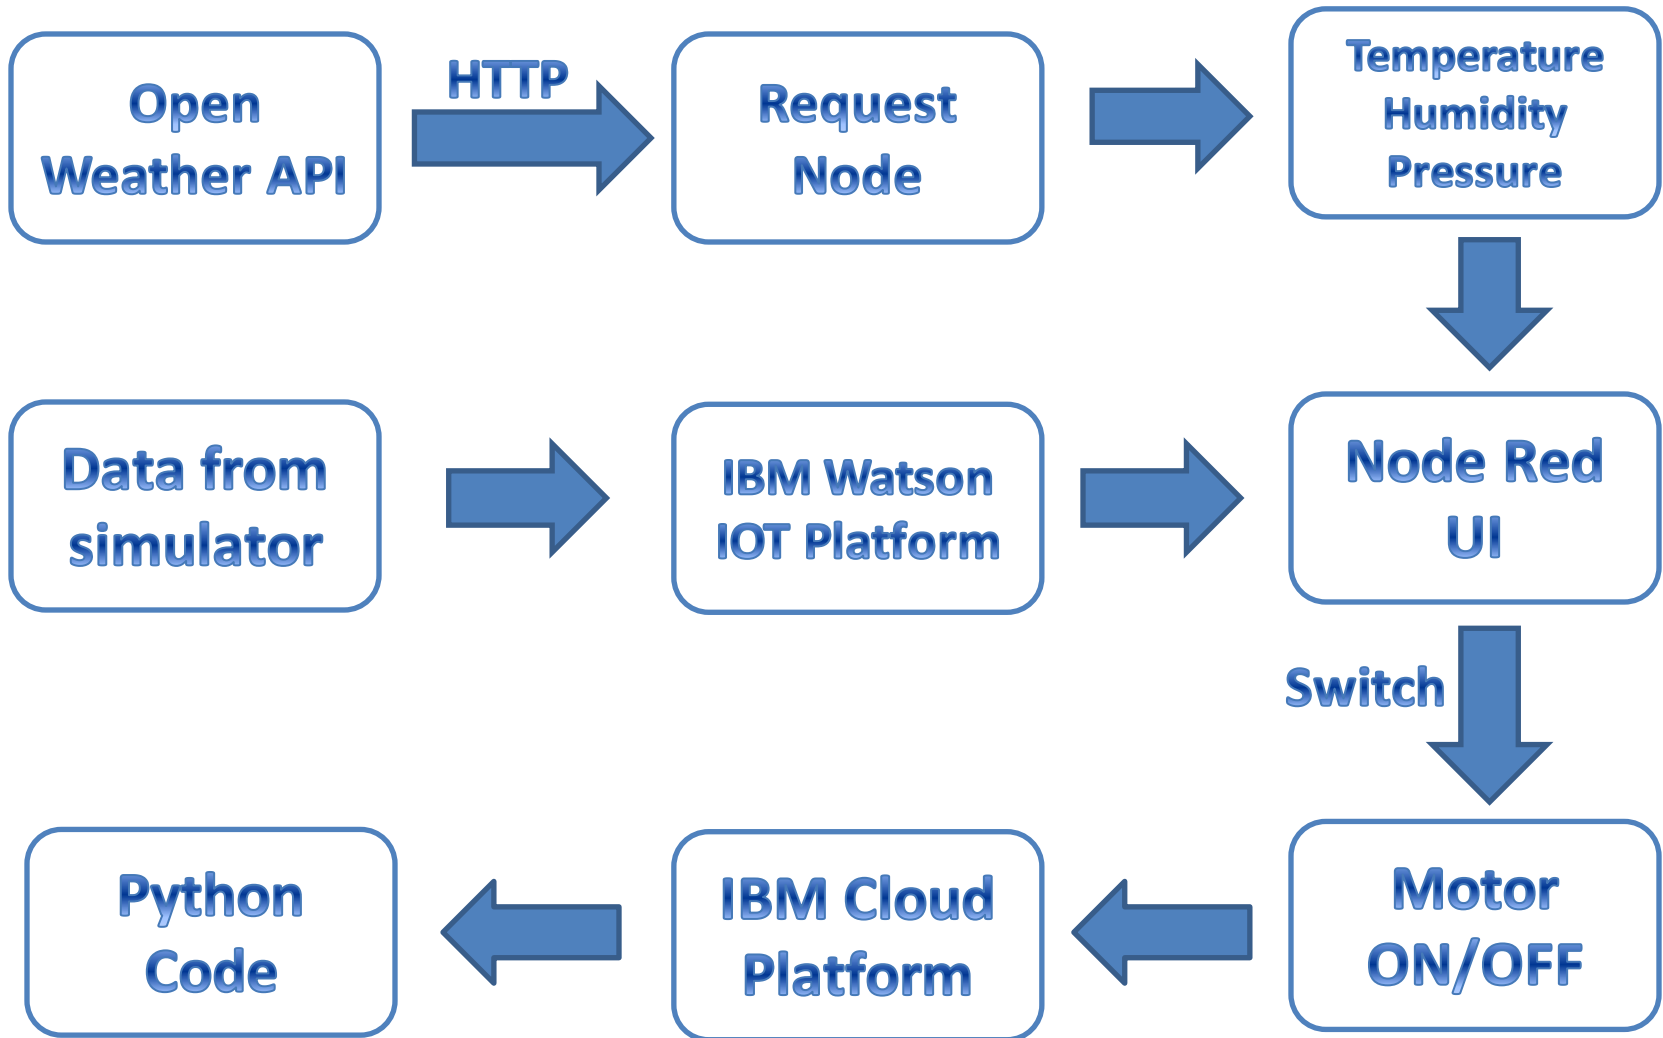 Open
Weather API
HTTP
Request
Node
Temperature
Humidity
Pressure
Data from
simulator
IBM Watson
IOT Platform
Node Red
UI
Switch
Motor
ON/OFF
IBM Cloud
Platform
Python
Code